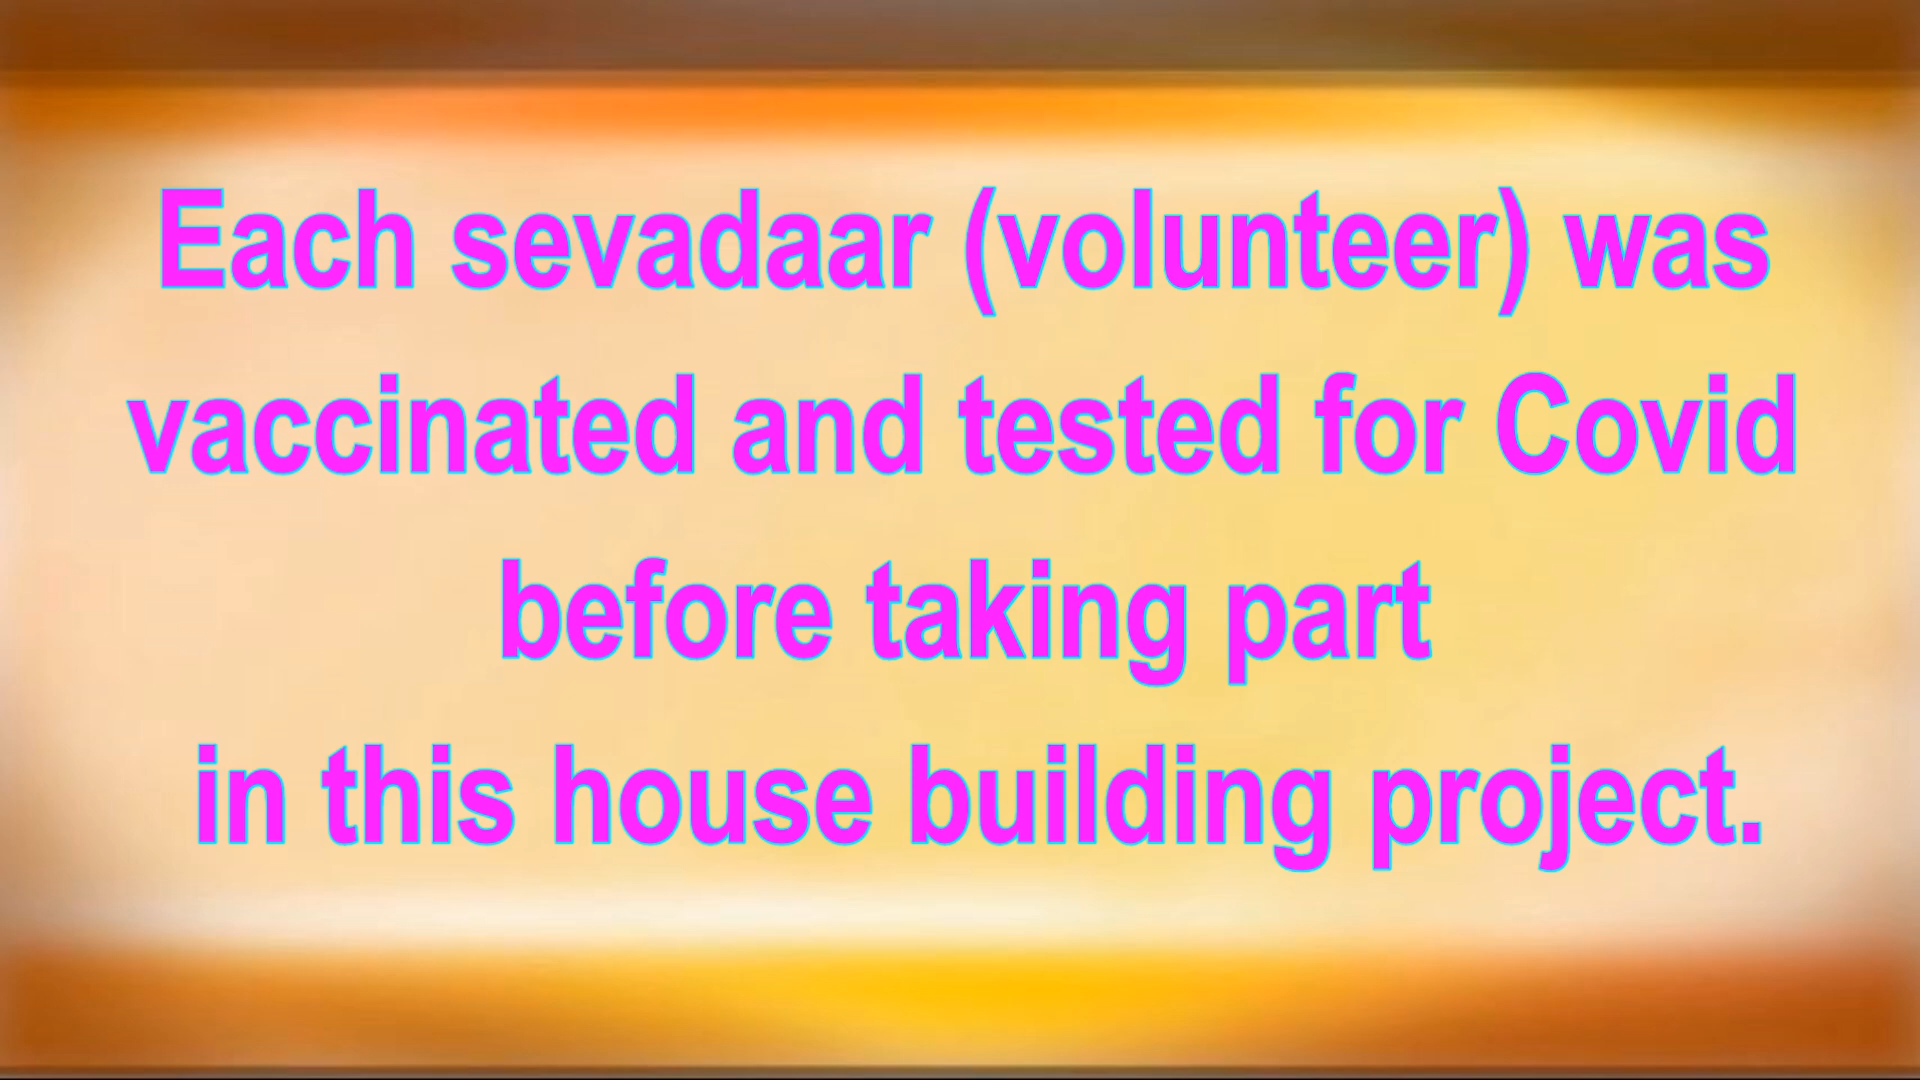 Each sevadaar (volunteer) was
vaccinated and tested for Covid
before taking part
in this house building project.